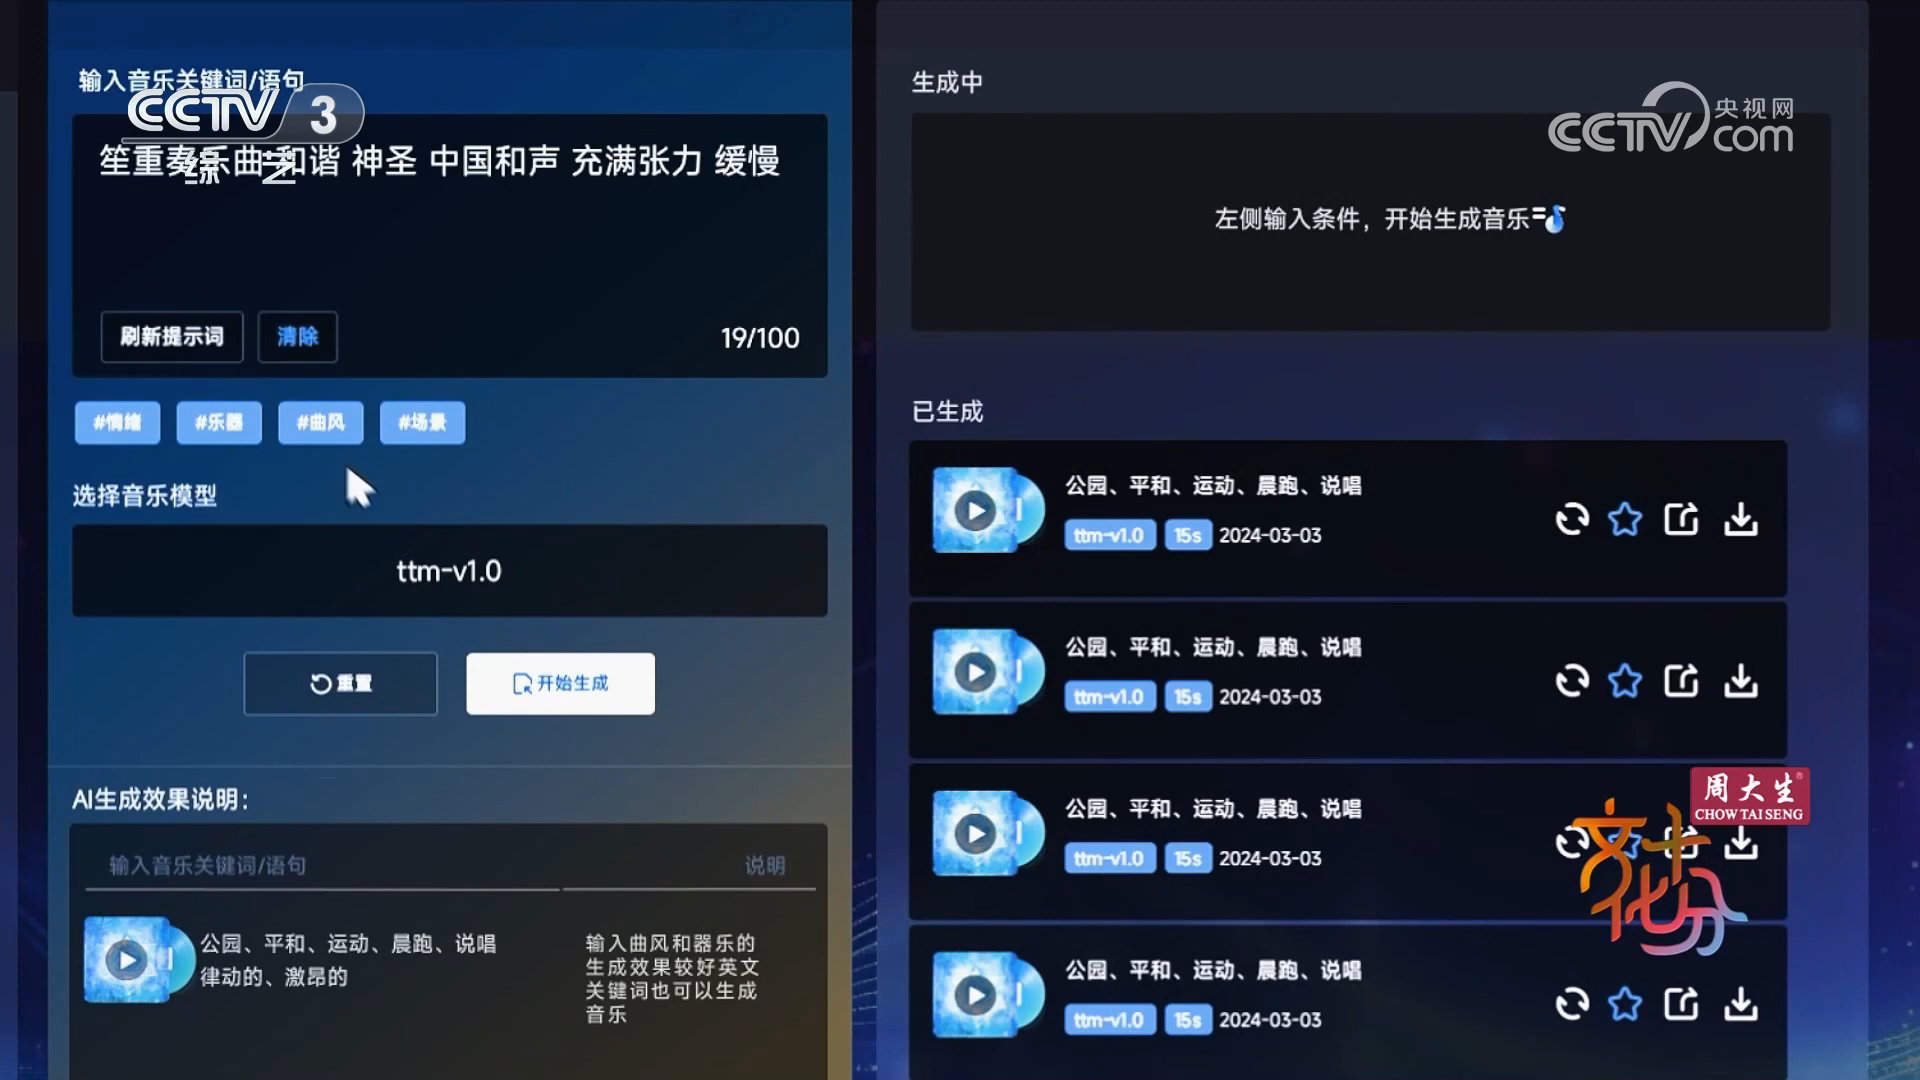 输入音乐关键词/语句
CCTV 3
综艺
笙重奏乐曲 和谐 神圣 中国和声 充满张力 缓慢
刷新提示词 清除 19/100
#情绪 #乐器 #曲风 #场景
选择音乐模型
ttm-v1.0
重置 开始生成
AI生成效果说明：
输入音乐关键词/语句 说明
公园、平和、运动、晨跑、说唱
律动的、激昂的
输入曲风和器乐的
生成效果较好英文
关键词也可以生成
音乐
生成中
央视网
CCTV.com
左侧输入条件，开始生成音乐
已生成
公园、平和、运动、晨跑、说唱
ttm-v1.0 15s 2024-03-03
公园、平和、运动、晨跑、说唱
ttm-v1.0 15s 2024-03-03
公园、平和、运动、晨跑、说唱
ttm-v1.0 15s 2024-03-03
公园、平和、运动、晨跑、说唱
ttm-v1.0 15s 2024-03-03
周大生®
CHOW TAI SENG
文化十分